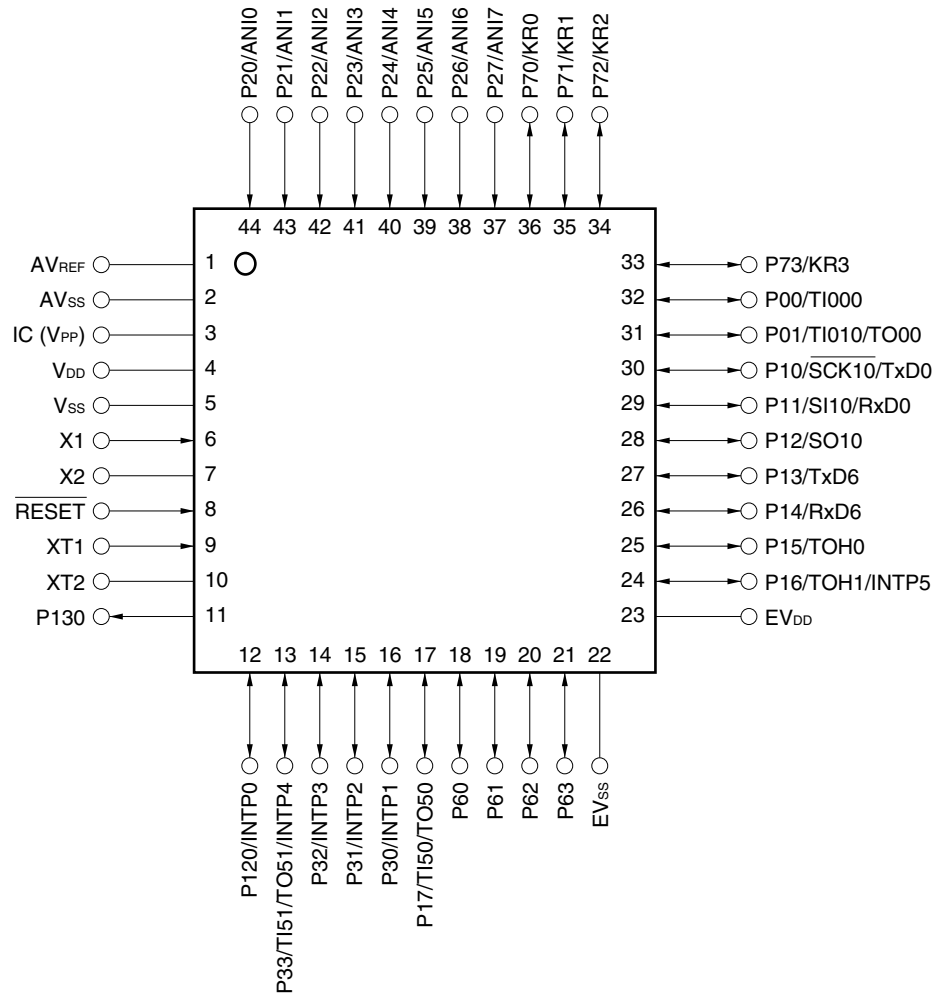 P20/ANI0
P21/ANI1
P22/ANI2
P23/ANI3
P24/ANI4
P25/ANI5
P26/ANI6
P27/ANI7
P70/KR0
P71/KR1
P72/KR2
44 43 42 41 40 39 38 37 36 35 34
AVREF 1
AVSS 2
IC (VPP) 3
VDD 4
VSS 5
X1 6
X2 7
RESET 8
XT1 9
XT2 10
P130 11
33 P73/KR3
32 P00/TI000
31 P01/TI010/TO00
30 P10/SCK10/TxD0
29 P11/SI10/RxD0
28 P12/SO10
27 P13/TxD6
26 P14/RxD6
25 P15/TOH0
24 P16/TOH1/INTP5
23 EVDD
12 13 14 15 16 17 18 19 20 21 22
P120/INTP0
P33/TI51/TO51/INTP4
P32/INTP3
P31/INTP2
P30/INTP1
P17/TI50/TO50
P60
P61
P62
P63
EVSS